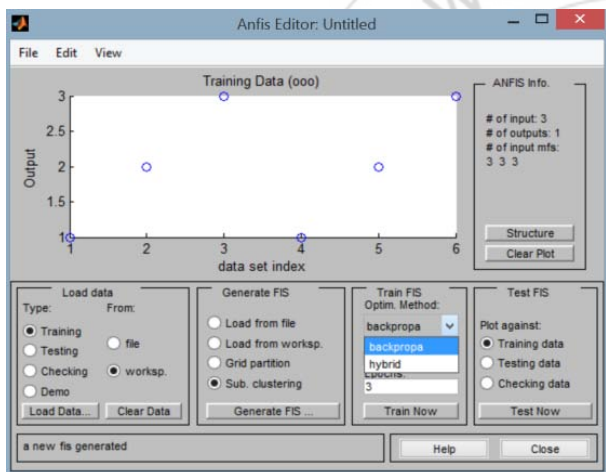 Anfis Editor: Untitled
File Edit View
Training Data (ooo)
3
2.5
2
1.5
1
Output
1 2 3 4 5 6
data set index
ANFIS Info.
# of input: 3
# of outputs: 1
# of input mfs:
3 3 3
Structure
Clear Plot
Load data
Type: From:
Training
Testing
Checking
Demo
file
worksp.
Load Data... Clear Data
Generate FIS
Load from file
Load from worksp.
Grid partition
Sub. clustering
Generate FIS ...
Train FIS
Optim. Method:
backpropa
backpropa
hybrid
Epochs:
3
Train Now
Test FIS
Plot against:
Training data
Testing data
Checking data
Test Now
a new fis generated
Help Close